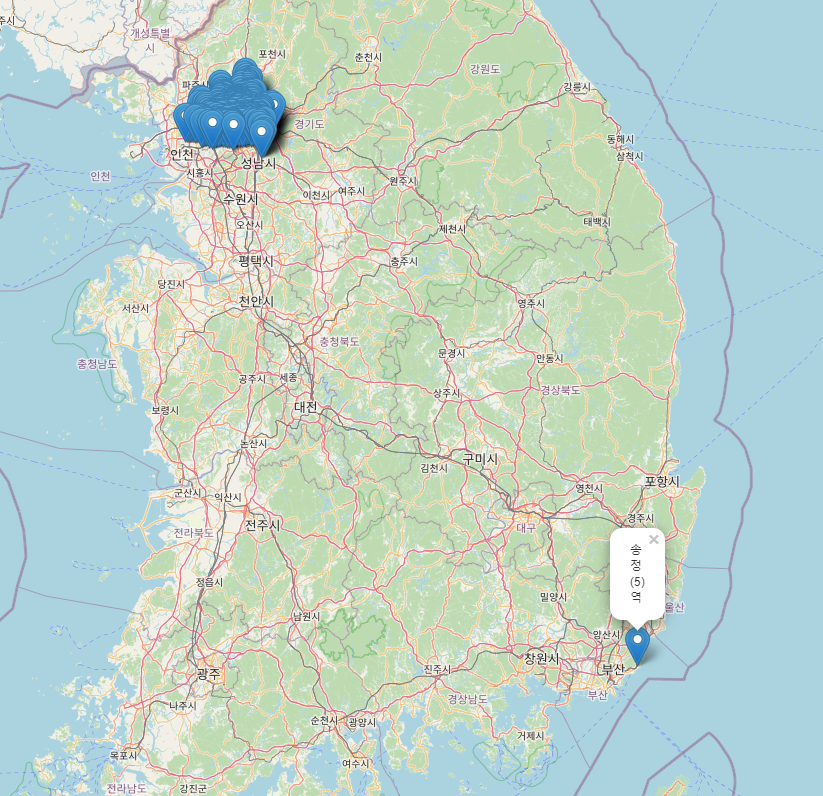 개성특별
시
포천시
춘천시
강원도
파주
강릉시
경기도
동해시
삼척시
인천
성남시
시흥시
인천
수원시
이천시
여주시
원주시
오산시
제천시
태백시
평택시
충주시
당진시
천안시
서산시
영주시
충청북도
문경시
안동시
충청남도
공주시
세종
상주시
경상북도
보령시
대전
논산시
구미시
김천시
포항시
군산시
익산시
영천시
전주시
대구
경주시
전라북도
×
송
정
(5)
역
정읍시
밀양시
울산
남원시
양산시
광주
진주시
창원시
부산
나주시
경상남도
부산
순천시
광양시
거제시
목포시
여수시
전라남도
강진군